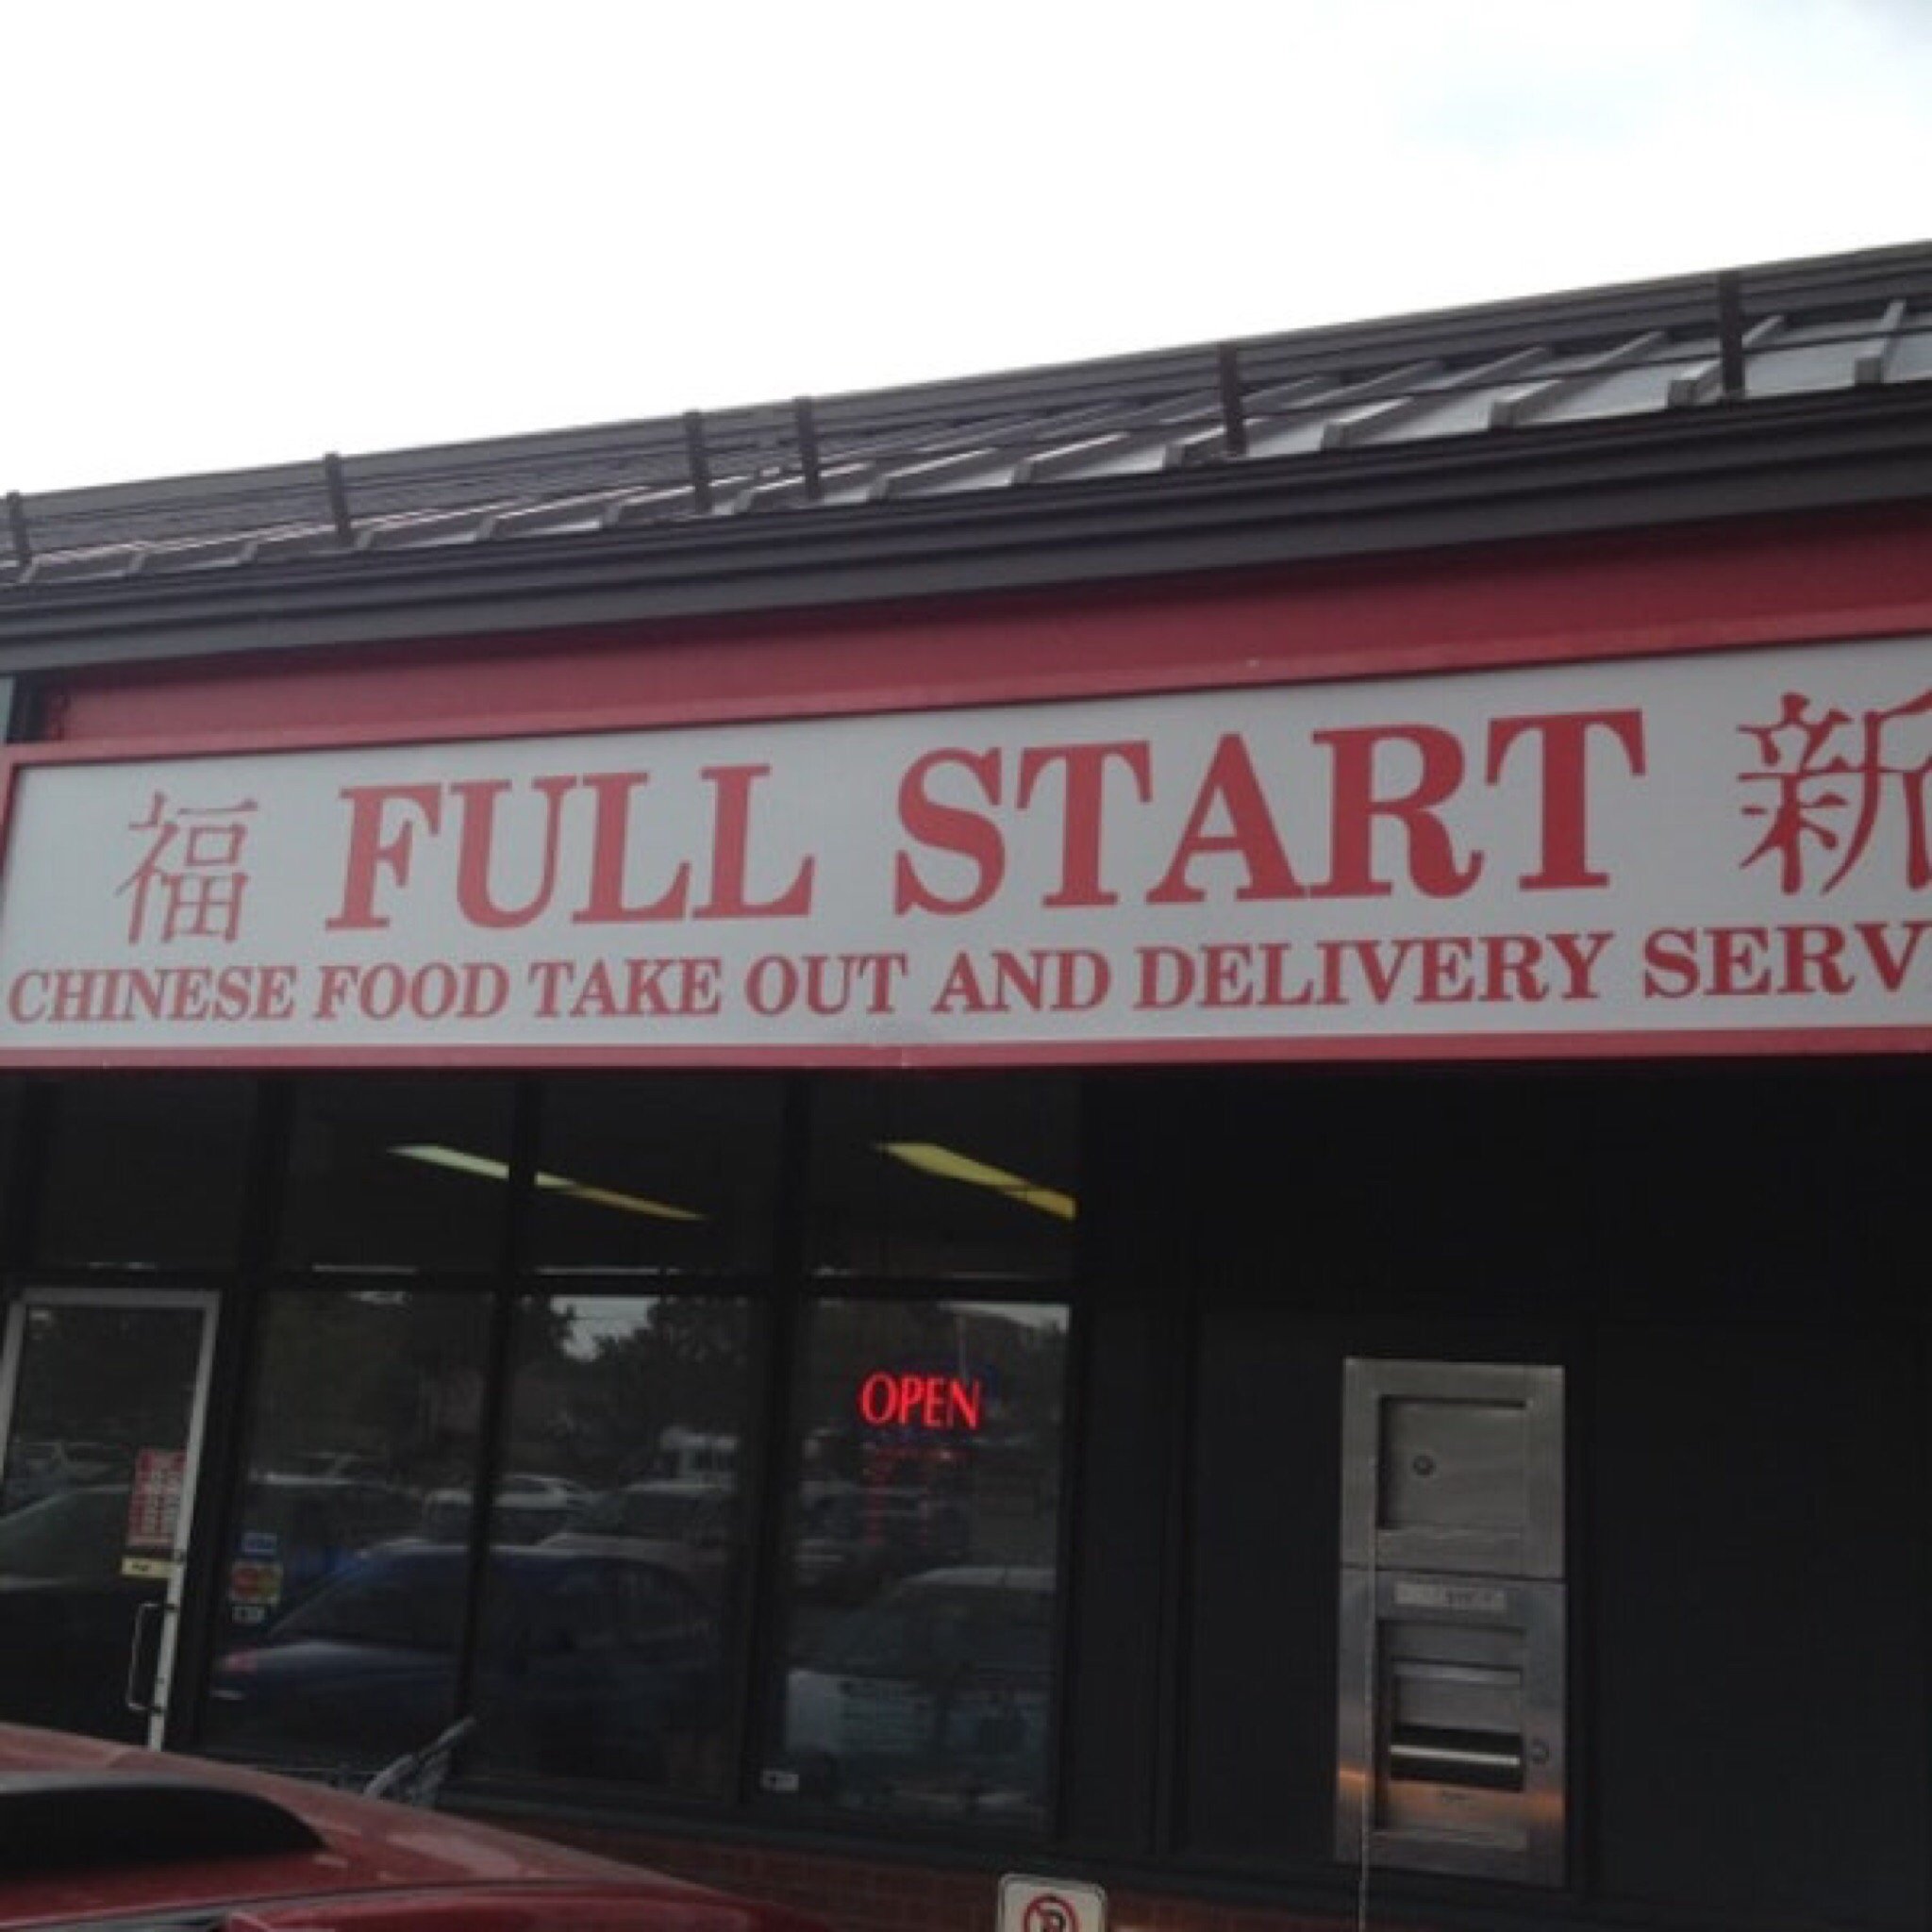 福 FULL START 新
CHINESE FOOD TAKE OUT AND DELIVERY SERV
OPEN